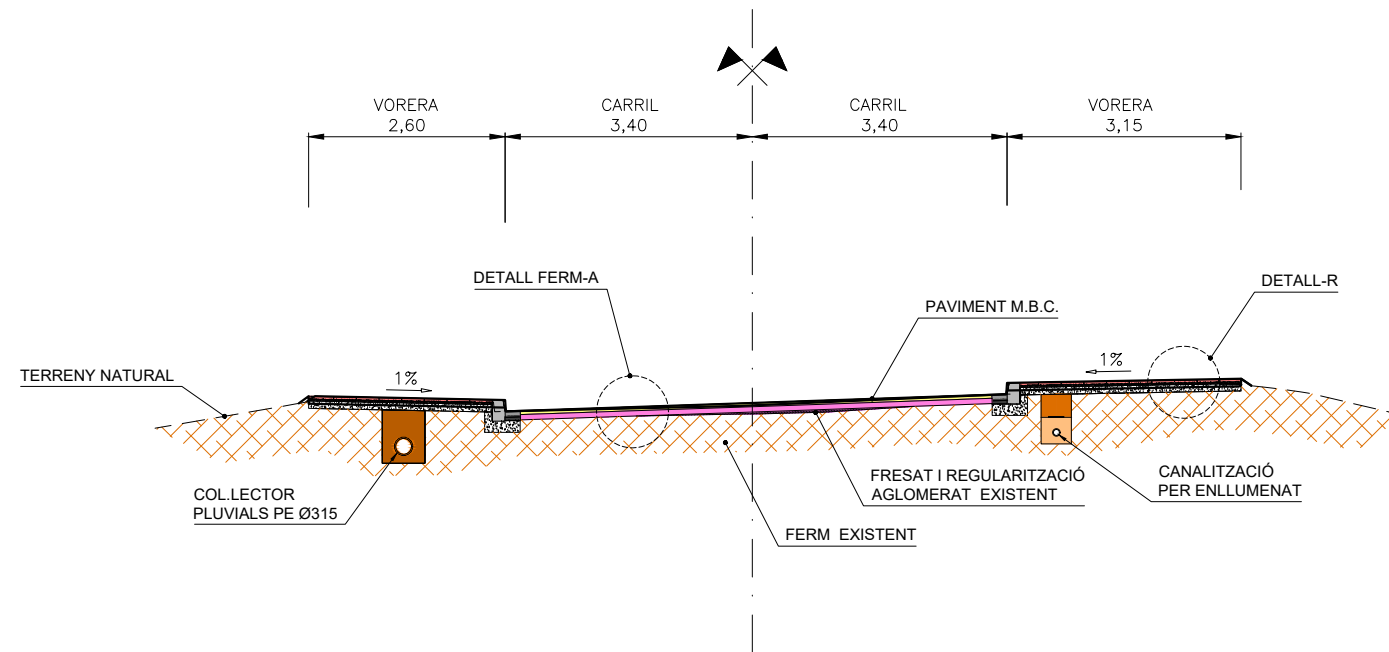 VORERA
2,60
CARRIL
3,40
CARRIL
3,40
VORERA
3,15
DETALL FERM-A
DETALL-R
PAVIMENT M.B.C.
TERRENY NATURAL
1%
1%
COL.LECTOR
PLUVIALS PE Ø315
FRESAT I REGULARITZACIÓ
AGLOMERAT EXISTENT
CANALITZACIÓ
PER ENLLUMENAT
FERM EXISTENT